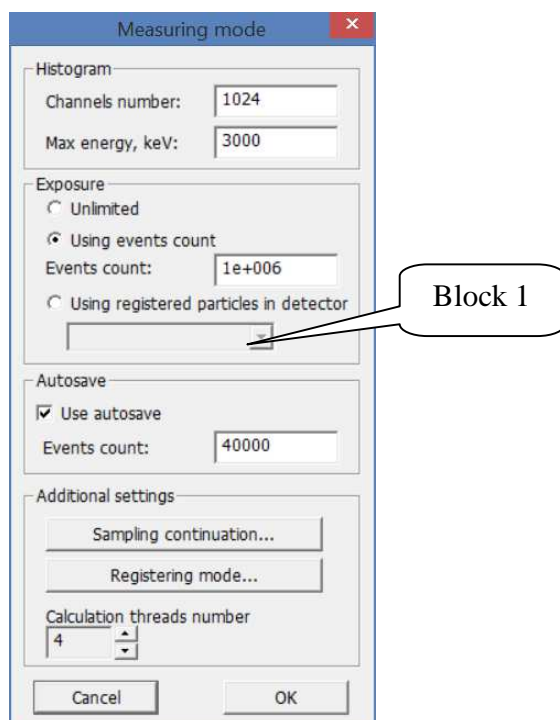 Measuring mode
Histogram
Channels number: 1024
Max energy, keV: 3000
Exposure
Unlimited
Using events count
Events count: 1e+006
Using registered particles in detector
Block 1
Autosave
Use autosave
Events count: 40000
Additional settings
Sampling continuation...
Registering mode...
Calculation threads number
4
Cancel OK